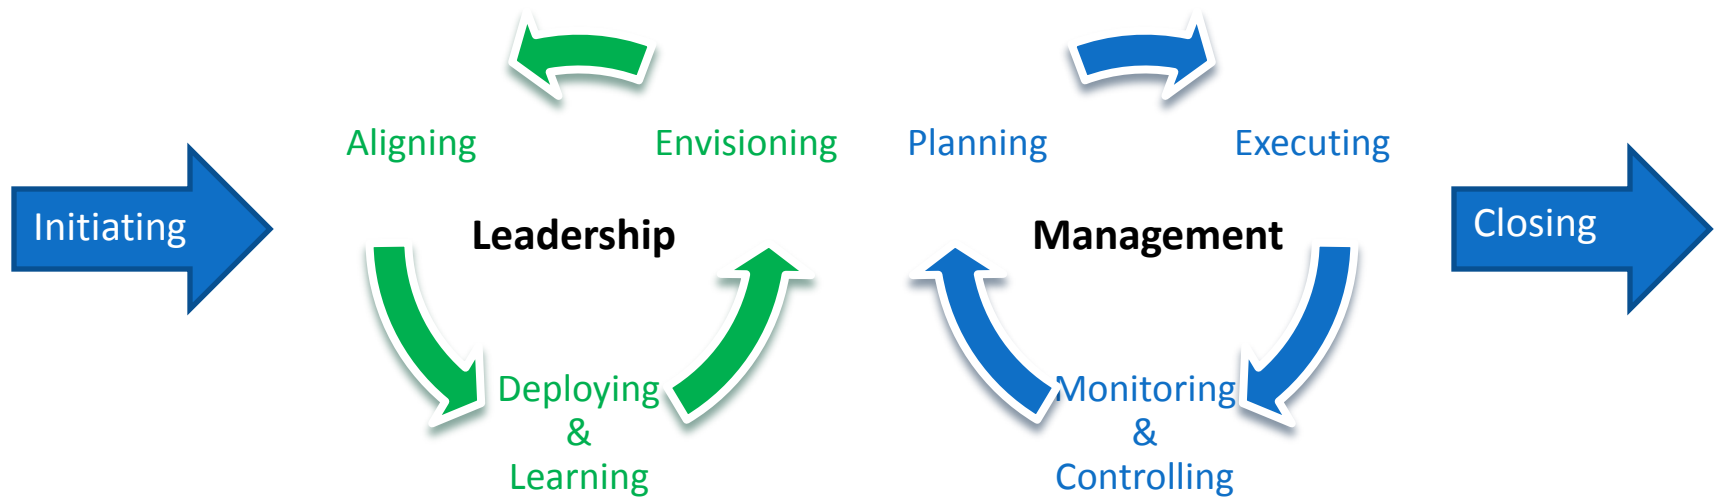 Initiating
Aligning
Envisioning
Leadership
Deploying
&
Learning
Planning
Executing
Management
Monitoring
&
Controlling
Closing